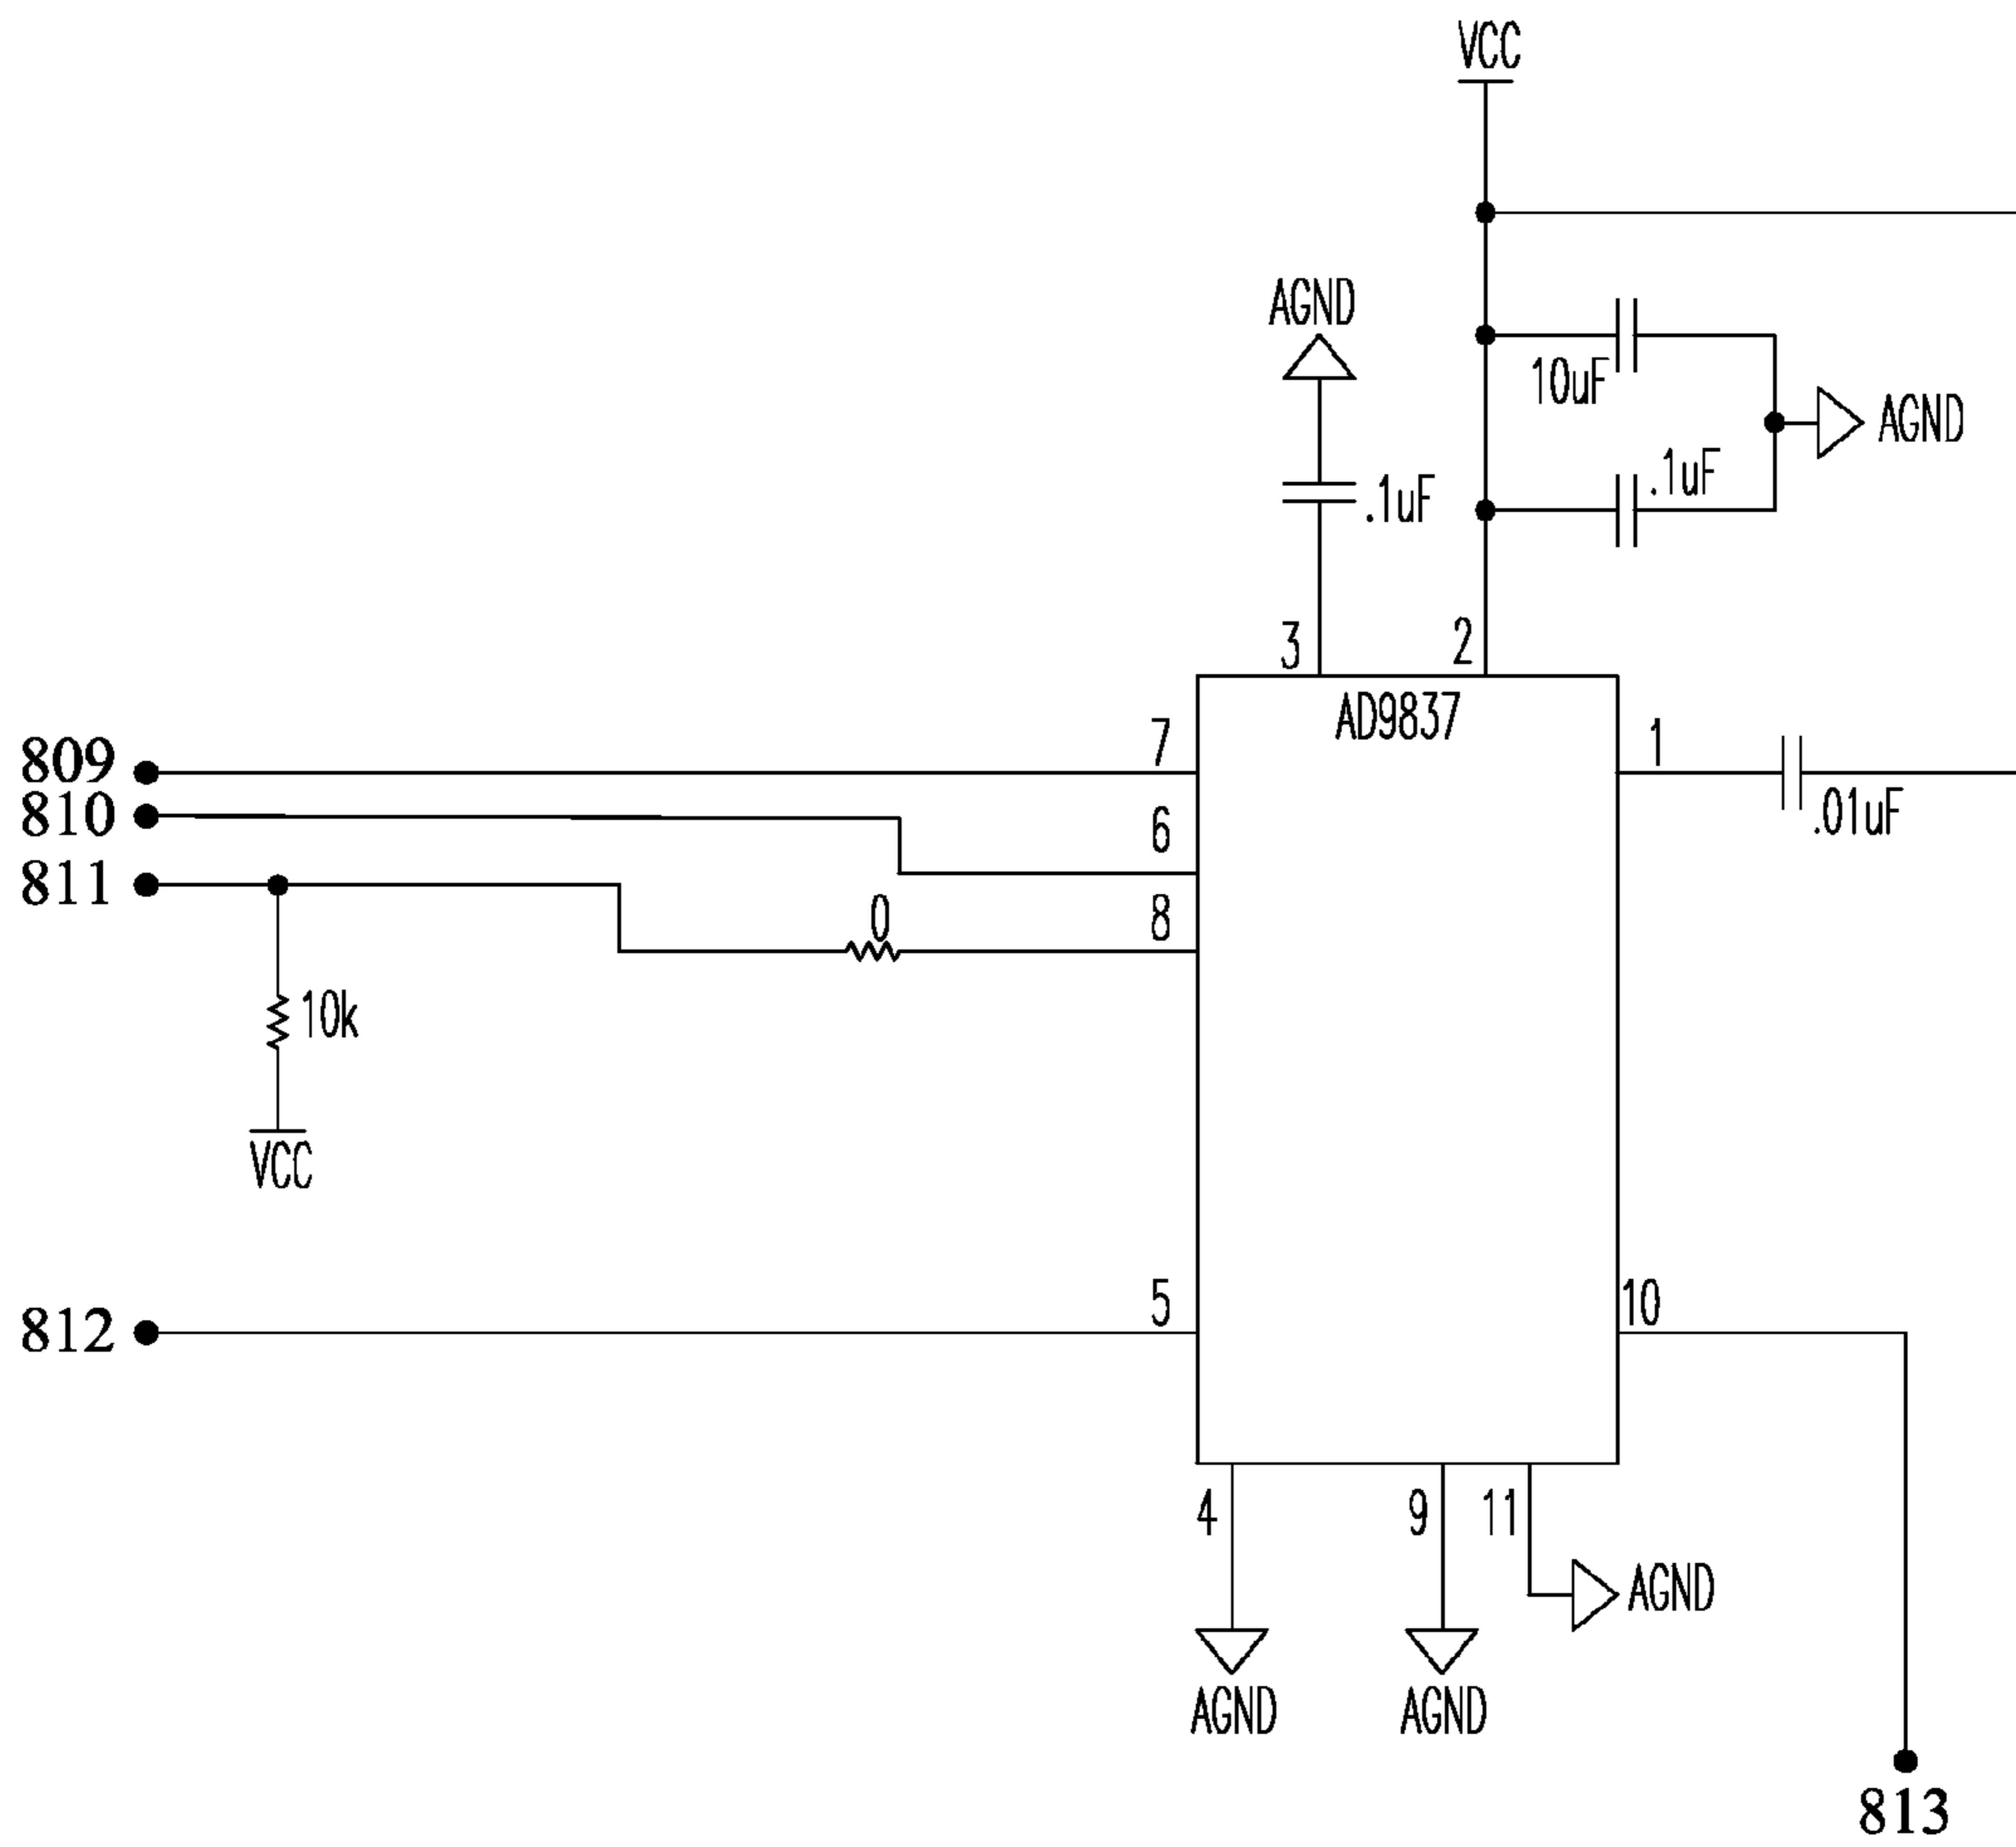 VCC
AGND
10uF
AGND
.1uF
.1uF
3
2
AD9837
809
7
1
810
6
.01uF
811
8
0
10k
VCC
812
5
10
4
9
11
AGND
AGND
AGND
813